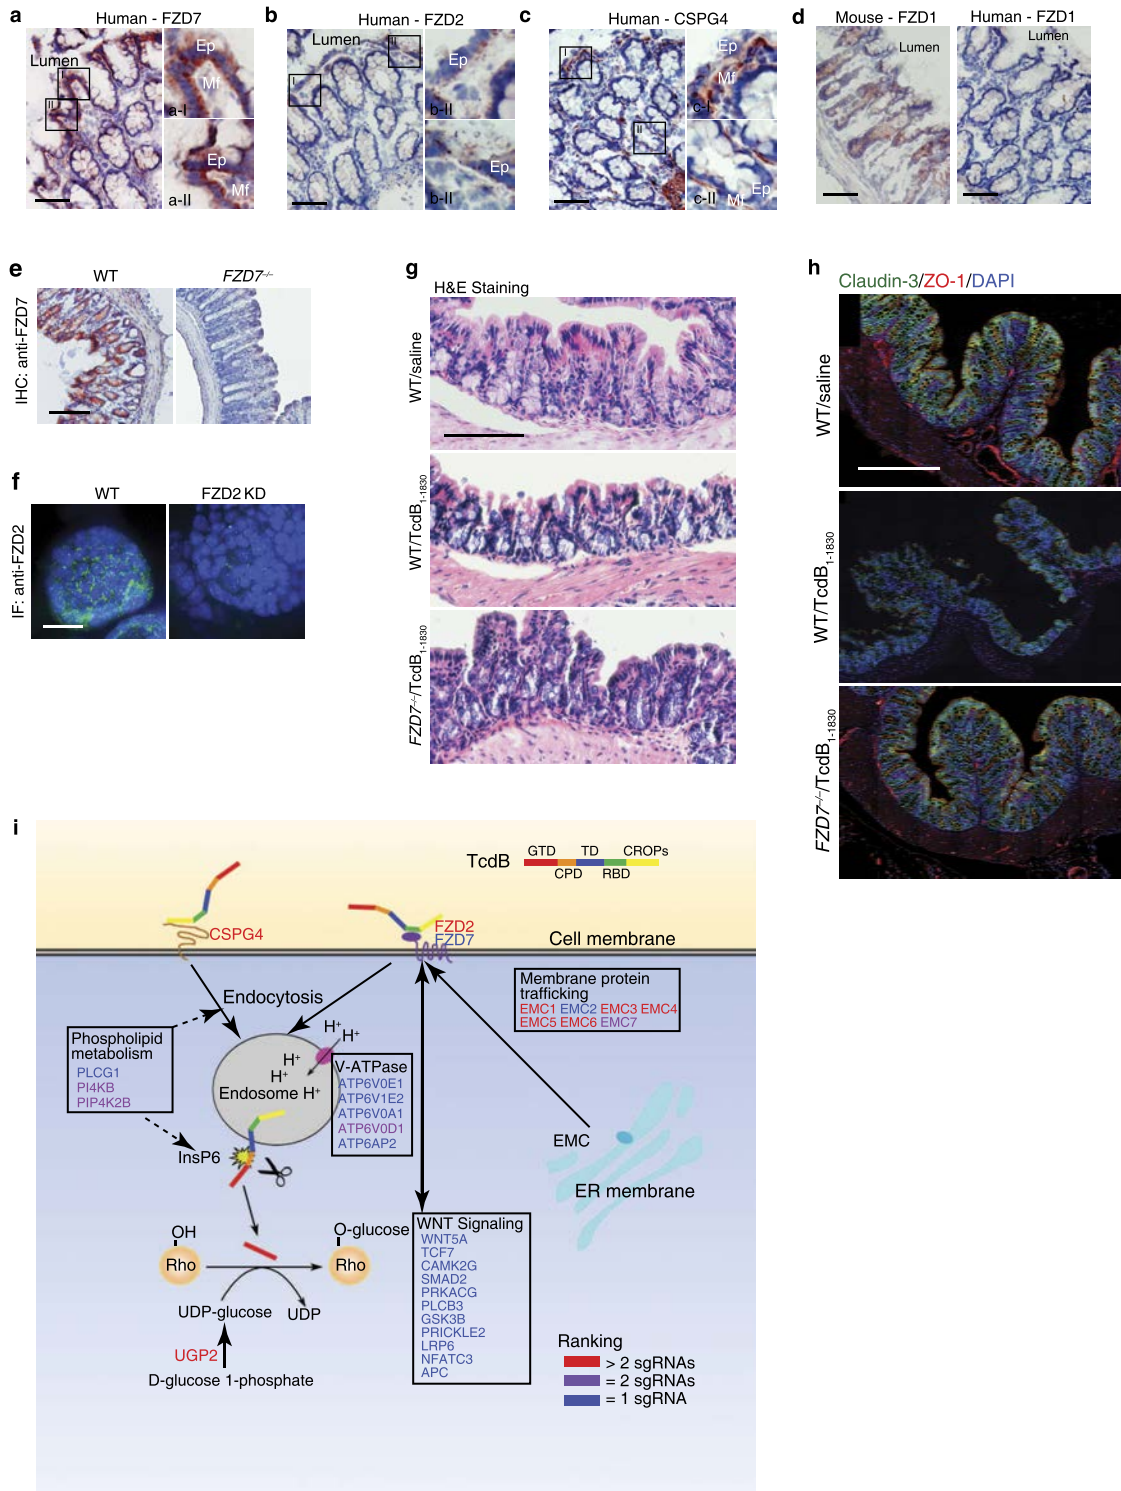 a
Human - FZD7
Lumen
I
II
Ep
Mf
a-I
Ep
Mf
a-II
b
Human - FZD2
Lumen
I
II
Ep
b-II
Ep
b-II
c
Human - CSPG4
I
II
Ep
Mf
c-I
Ep
Mf
c-II
d
Mouse - FZD1
Lumen
Human - FZD1
Lumen
e
WT
FZD7–/–
IHC: anti-FZD7
f
WT
FZD2 KD
IF: anti-FZD2
g
H&E Staining
WT/saline
WT/TcdB1-1830
FZD7–/–/TcdB1-1830
h
Claudin-3/ZO-1/DAPI
WT/saline
WT/TcdB1-1830
FZD7–/–/TcdB1-1830
i
TcdB
GTD TD CROPs
CPD RBD
CSPG4
FZD2
FZD7
Cell membrane
Membrane protein
trafficking
EMC1 EMC2 EMC3 EMC4
EMC5 EMC6 EMC7
Endocytosis
Phospholipid
metabolism
PLCG1
PI4KB
PIP4K2B
H+
H+
H+
H+
Endosome H+
V-ATPase
ATP6V0E1
ATP6V1E2
ATP6V0A1
ATP6V0D1
ATP6AP2
InsP6
EMC
ER membrane
OH
Rho
O-glucose
Rho
UDP-glucose
UDP
UGP2
D-glucose 1-phosphate
WNT Signaling
WNT5A
TCF7
CAMK2G
SMAD2
PRKACG
PLCB3
GSK3B
PRICKLE2
LRP6
NFATC3
APC
Ranking
> 2 sgRNAs
= 2 sgRNAs
= 1 sgRNA